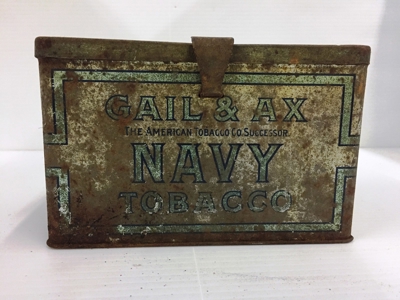 GAIL & AX
THE AMERICAN TOBACCO CO. SUCCESSOR.
NAVY
TOBACCO